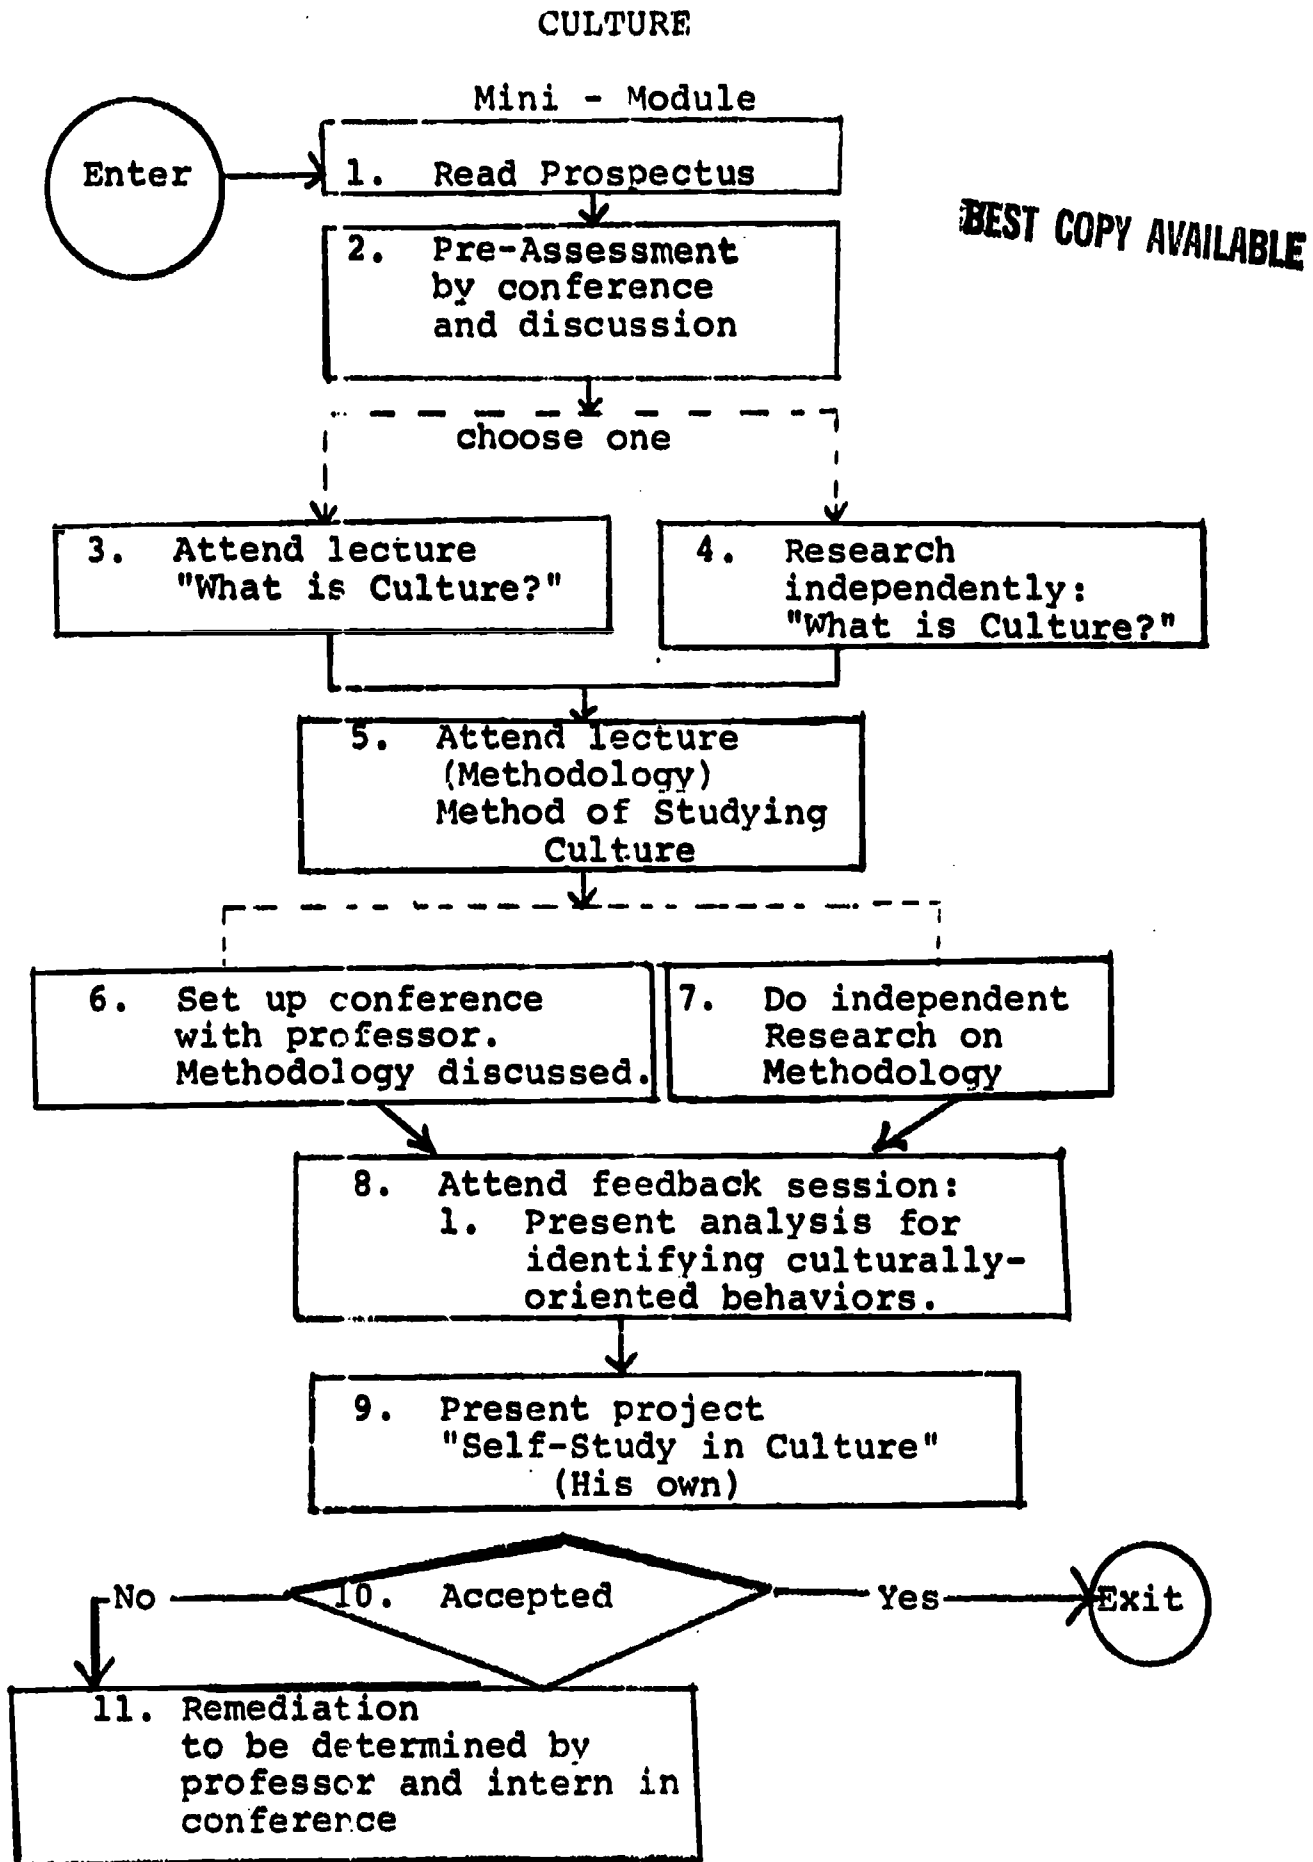 CULTURE
Mini - Module
Enter
1. Read Prospectus
BEST COPY AVAILABLE
2. Pre-Assessment
by conference
and discussion
choose one
3. Attend lecture
"What is Culture?"
4. Research
independently:
"What is Culture?"
5. Attend lecture
(Methodology)
Method of Studying
Culture
6. Set up conference
with professor.
Methodology discussed.
7. Do independent
Research on
Methodology
8. Attend feedback session:
1. Present analysis for
identifying culturally-
oriented behaviors.
9. Present project
"Self-Study in Culture"
(His own)
No
10. Accepted
Yes
Exit
11. Remediation
to be determined by
professor and intern in
conference